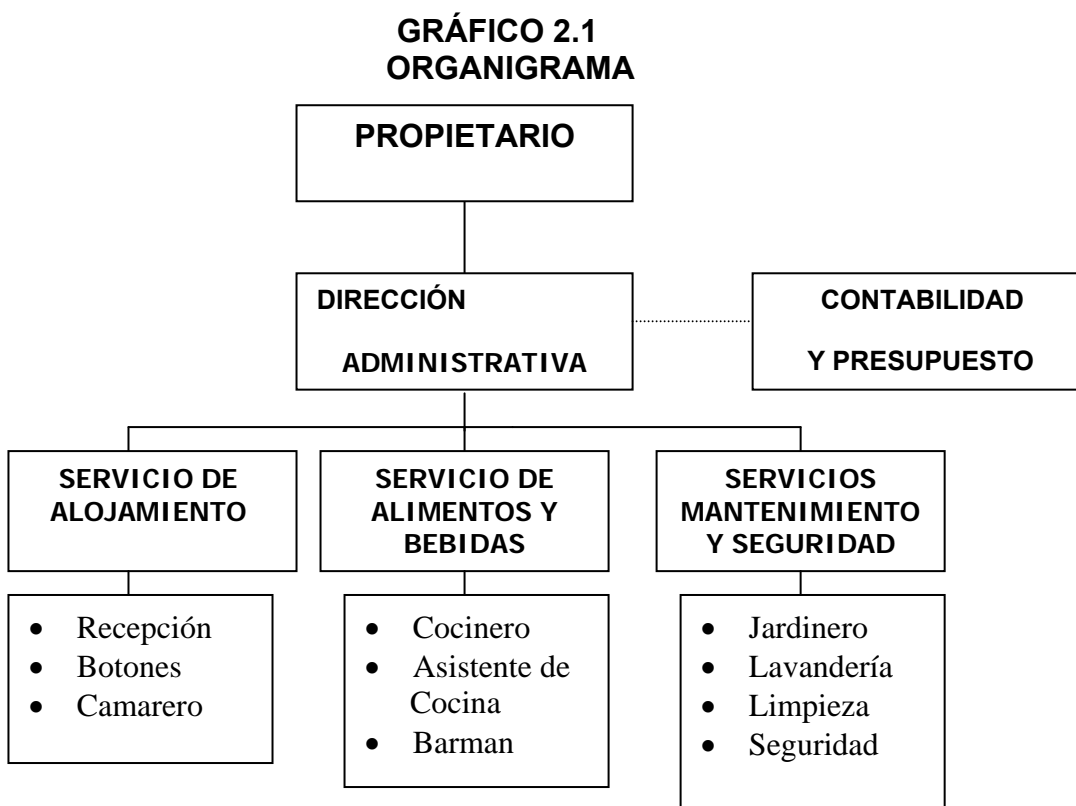 GRÁFICO 2.1
ORGANIGRAMA
PROPIETARIO
DIRECCIÓN
ADMINISTRATIVA
CONTABILIDAD
Y PRESUPUESTO
SERVICIO DE
ALOJAMIENTO
SERVICIO DE
ALIMENTOS Y
BEBIDAS
SERVICIOS
MANTENIMIENTO
Y SEGURIDAD
• Recepción
• Botones
• Camarero
• Cocinero
• Asistente de
Cocina
• Barman
• Jardinero
• Lavandería
• Limpieza
• Seguridad